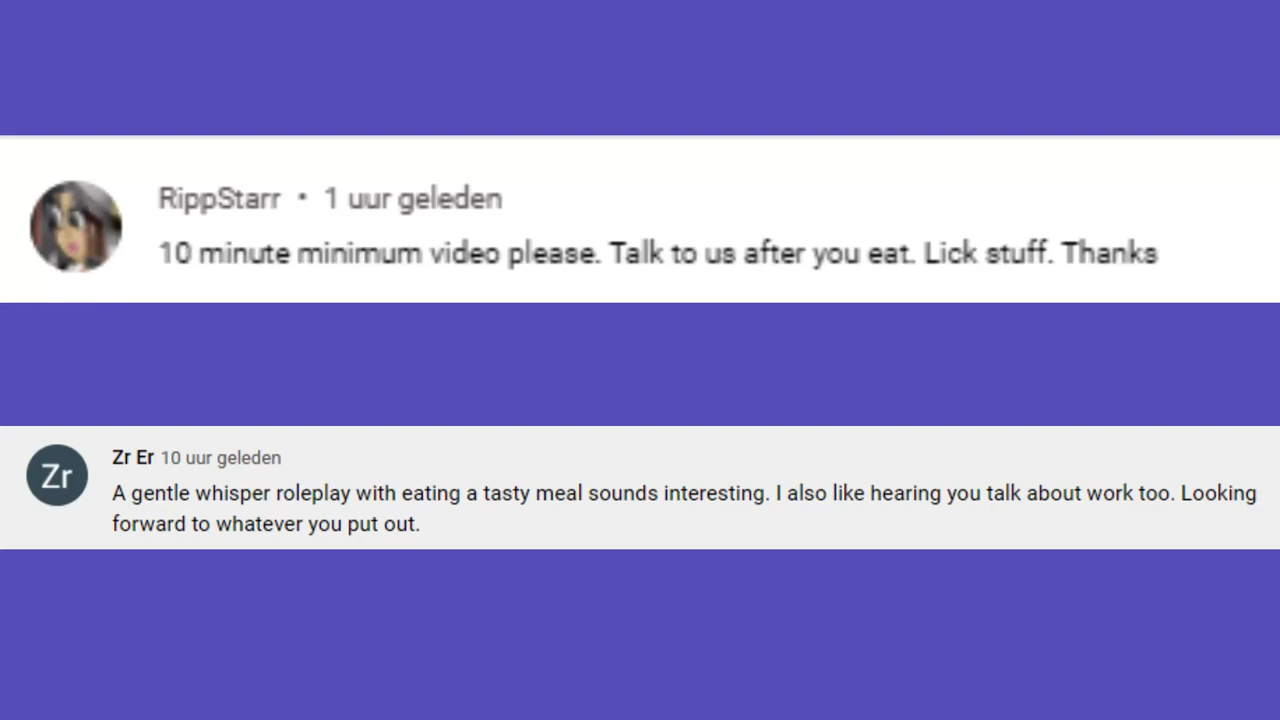 RippStarr • 1 uur geleden
10 minute minimum video please. Talk to us after you eat. Lick stuff. Thanks
Zr
Zr Er 10 uur geleden
A gentle whisper roleplay with eating a tasty meal sounds interesting. I also like hearing you talk about work too. Looking
forward to whatever you put out.